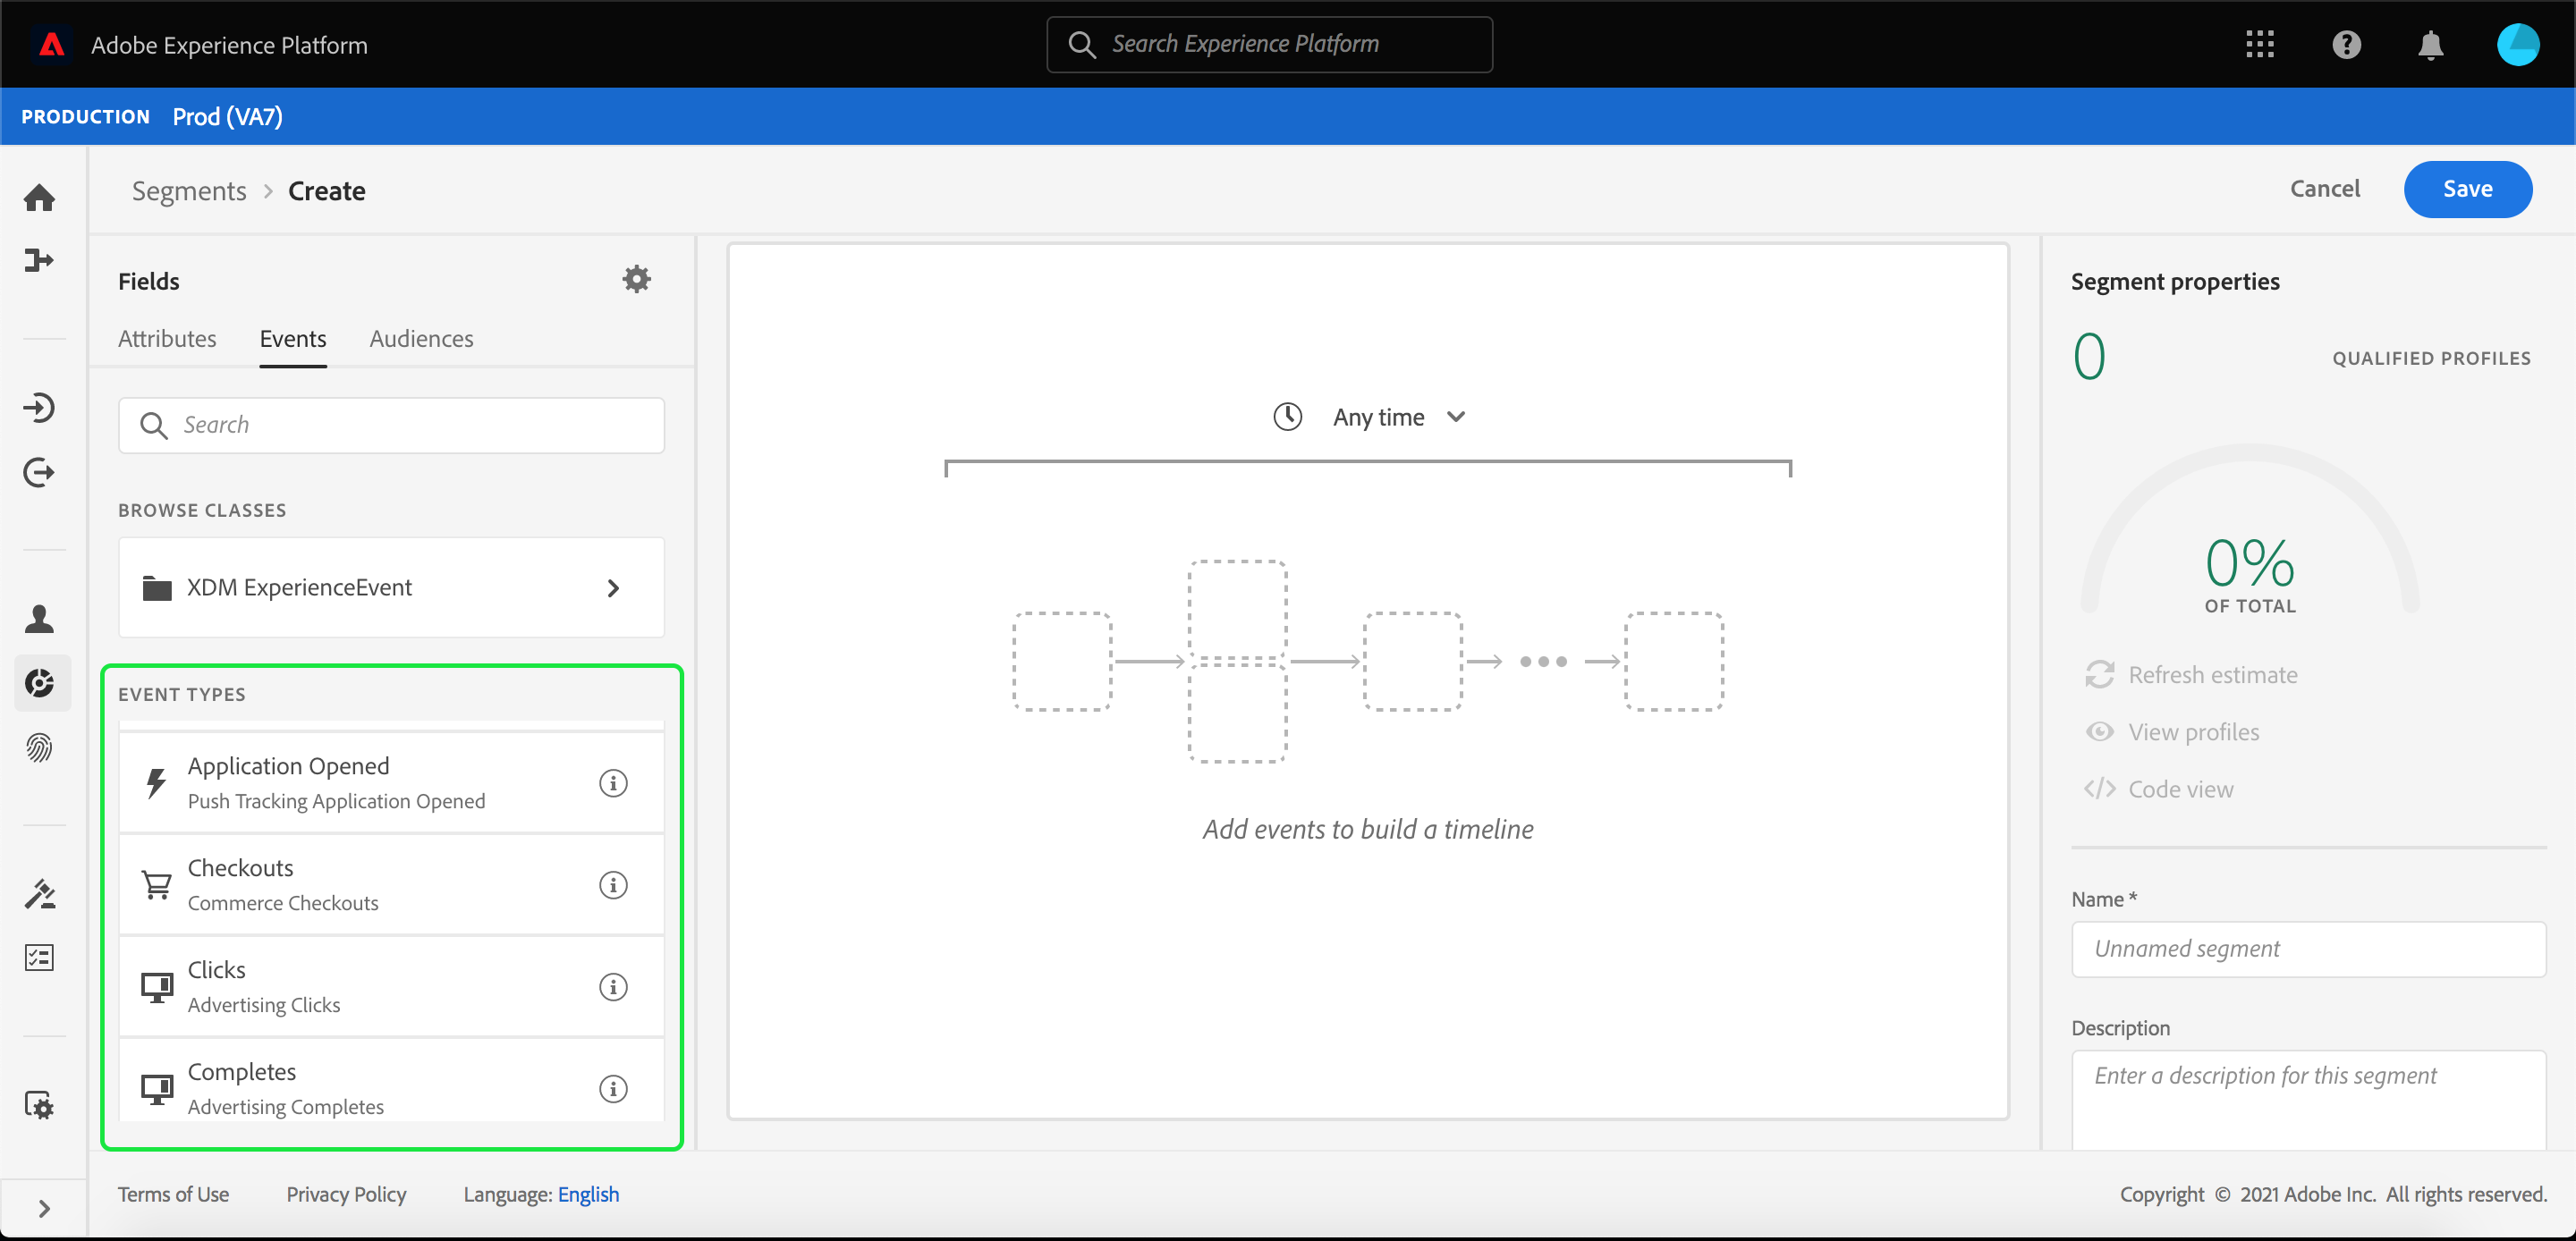 Adobe Experience Platform
Search Experience Platform
PRODUCTION Prod (VA7)
Segments > Create
Cancel
Save
Fields
Attributes
Events
Audiences
Search
BROWSE CLASSES
XDM ExperienceEvent
EVENT TYPES
Application Opened
Push Tracking Application Opened
Checkouts
Commerce Checkouts
Clicks
Advertising Clicks
Completes
Advertising Completes
Any time
Add events to build a timeline
Segment properties
0
QUALIFIED PROFILES
0%
OF TOTAL
Refresh estimate
View profiles
</> Code view
Name *
Unnamed segment
Description
Enter a description for this segment
Terms of Use
Privacy Policy
Language: English
Copyright © 2021 Adobe Inc. All rights reserved.